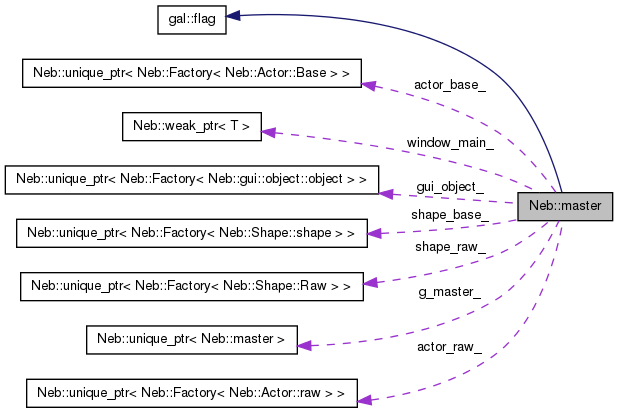 gal::flag
Neb::unique_ptr< Neb::Factory< Neb::Actor::Base > >
actor_base_
Neb::weak_ptr< T >
window_main_
Neb::unique_ptr< Neb::Factory< Neb::gui::object::object > >
gui_object_
Neb::master
shape_base_
Neb::unique_ptr< Neb::Factory< Neb::Shape::shape > >
shape_raw_
Neb::unique_ptr< Neb::Factory< Neb::Shape::Raw > >
g_master_
Neb::unique_ptr< Neb::master >
actor_raw_
Neb::unique_ptr< Neb::Factory< Neb::Actor::raw > >